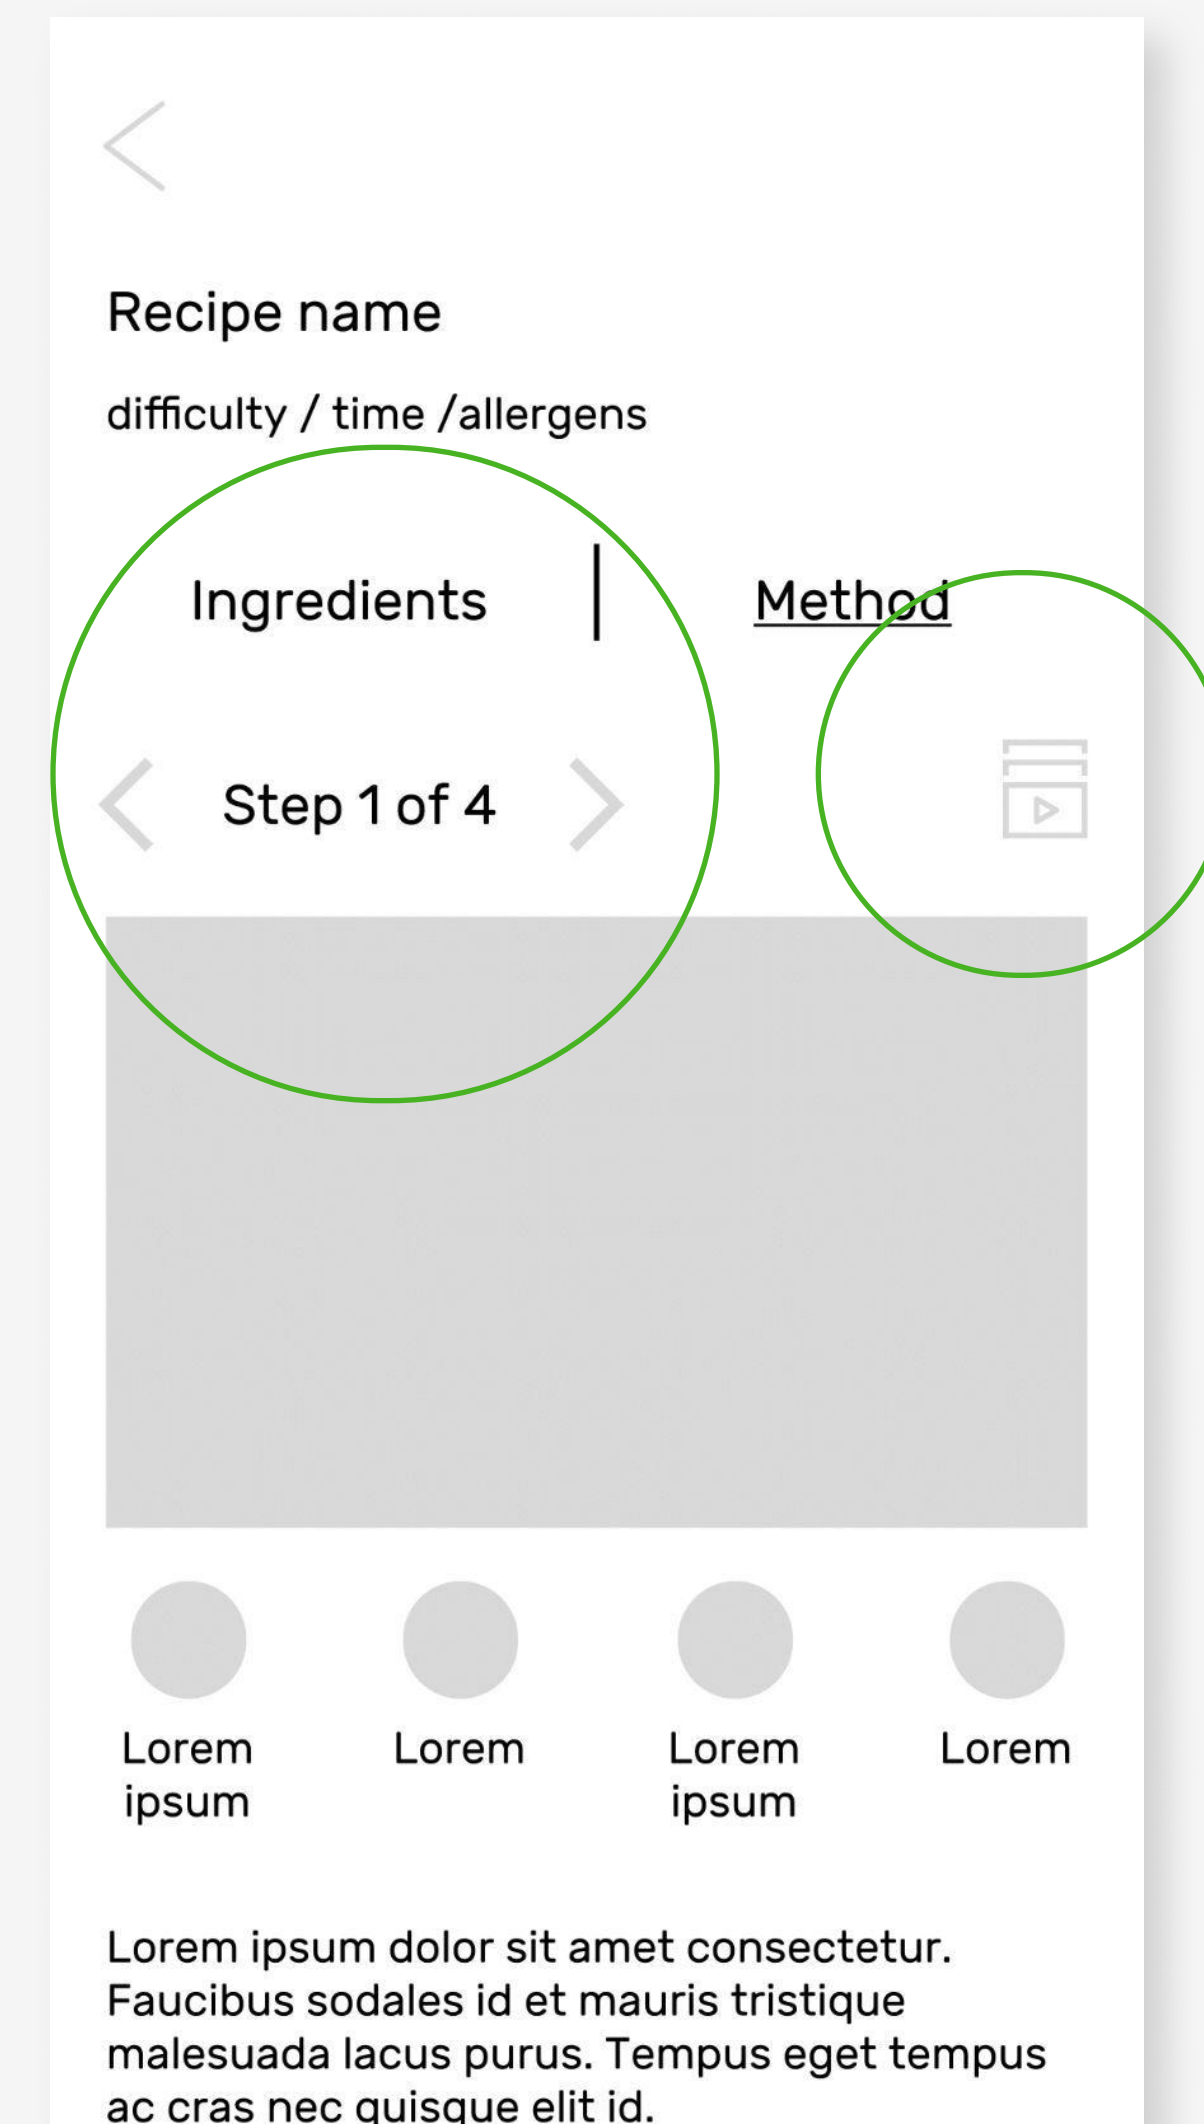 Recipe name
difficulty / time /allergens
Ingredients | Method
Step 1 of 4
Lorem ipsum
Lorem
Lorem ipsum
Lorem
Lorem ipsum dolor sit amet consectetur.
Faucibus sodales id et mauris tristique
malesuada lacus purus. Tempus eget tempus
ac cras nec quisque elit id.